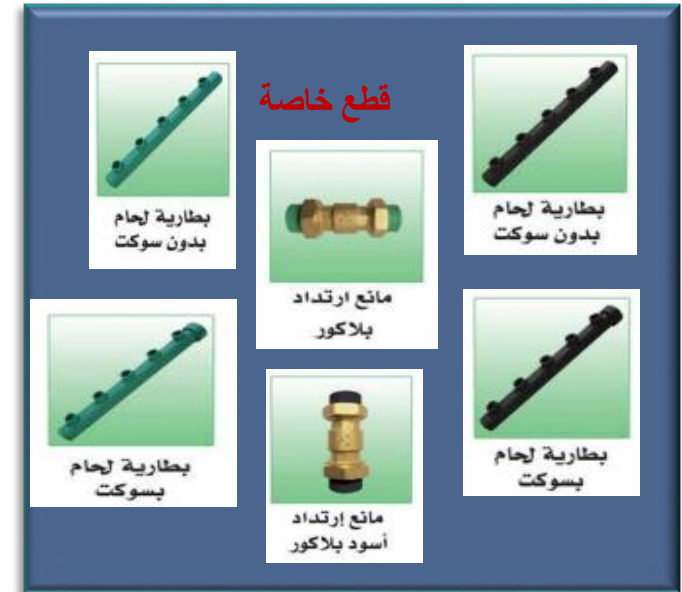 قطع خاصة
بطارية لحام
بدون سوكت
بطارية لحام
بدون سوكت
مانع ارتداد
بلاكور
بطارية لحام
بسوكت
بطارية لحام
بسوكت
مانع إرتداد
أسود بلاكور